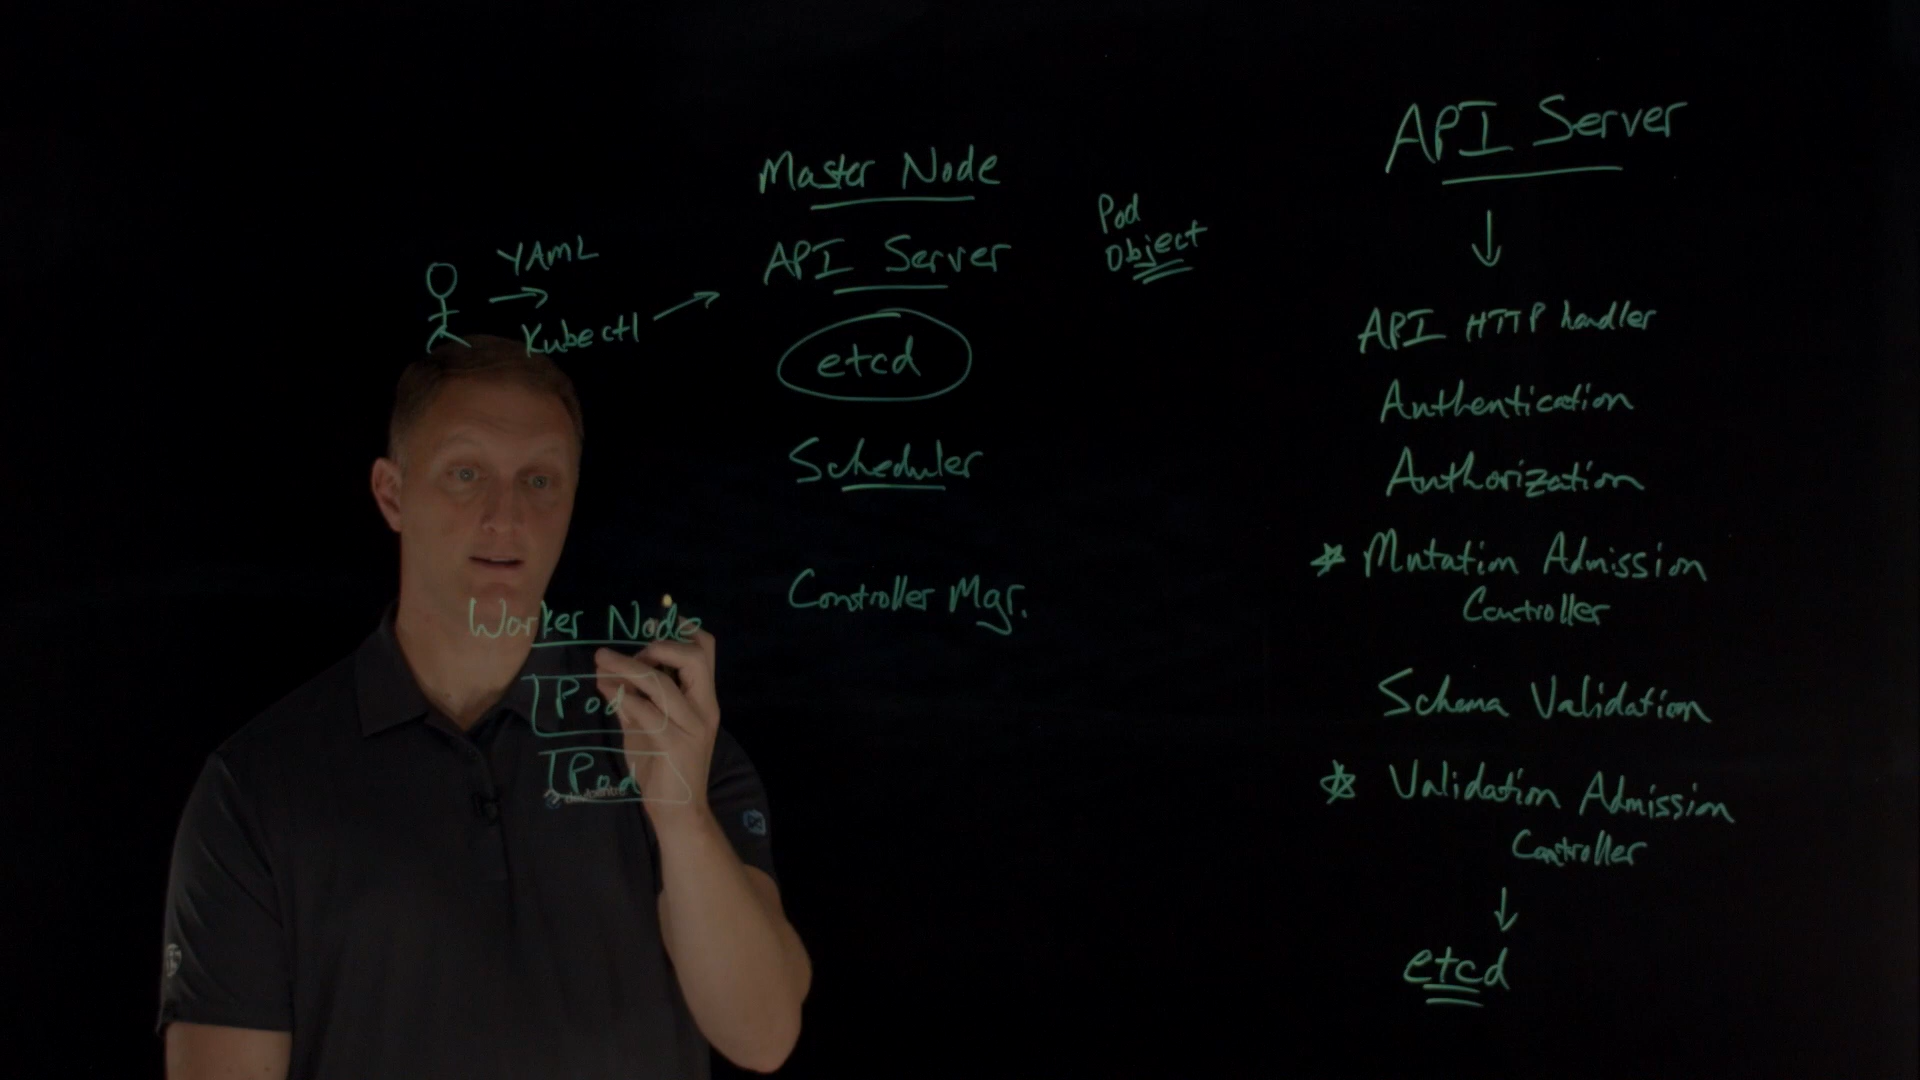 YAML
Kubectl
Master Node
API Server
etcd
Scheduler
Controller Mgr.
Pod
Object
Worker Node
Pod
Pod
API Server
API HTTP handler
Authentication
Authorization
Mutation Admission
Controller
Schema Validation
Validation Admission
Controller
etcd